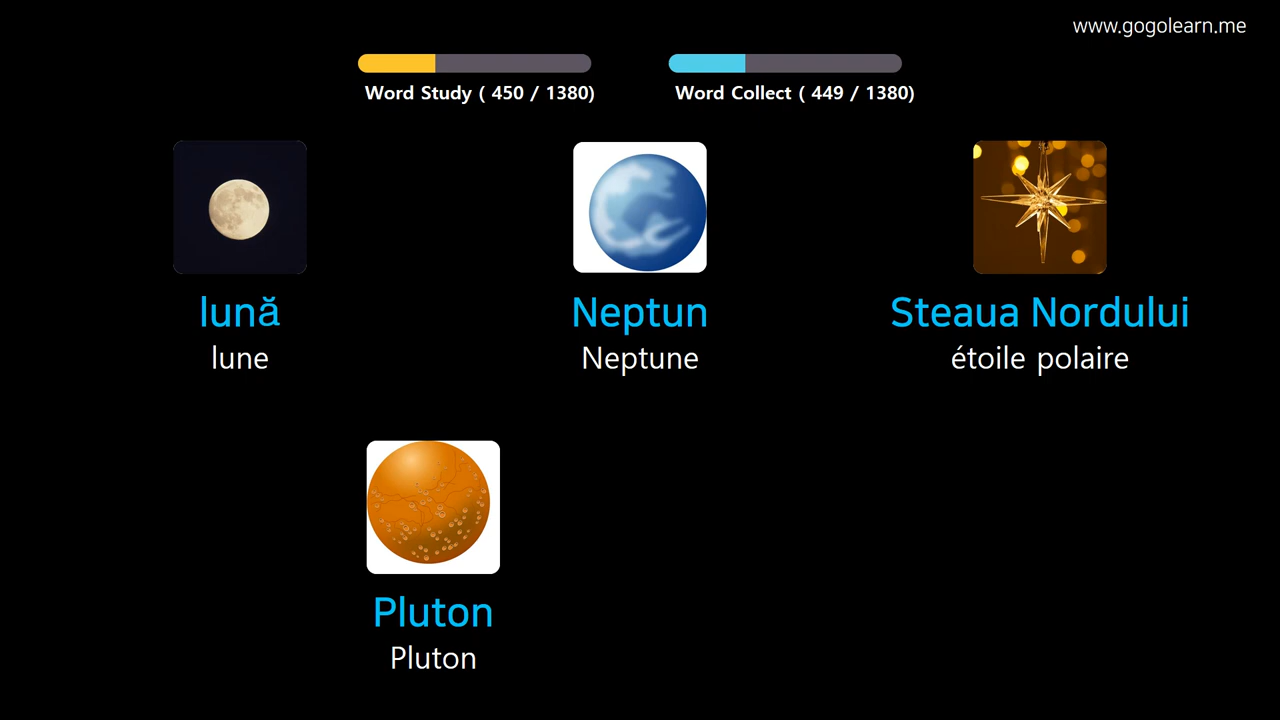 www.gogolearn.me
Word Study ( 450 / 1380)
Word Collect ( 449 / 1380)
lună
lune
Neptun
Neptune
Steaua Nordului
étoile polaire
Pluton
Pluton